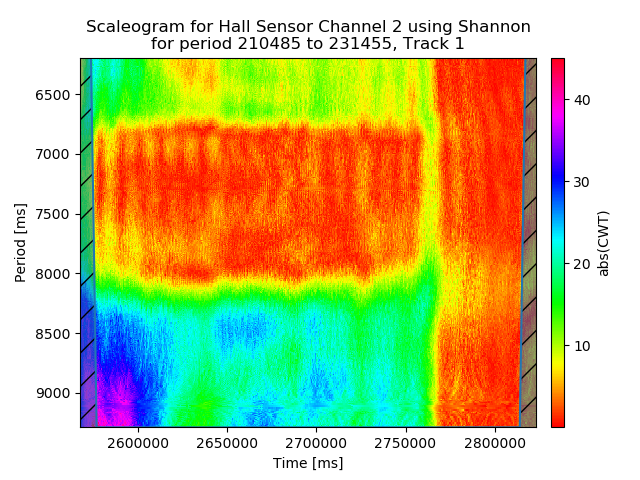 Scaleogram for Hall Sensor Channel 2 using Shannon
for period 210485 to 231455, Track 1
6500
7000
7500
8000
8500
9000
Period [ms]
2600000 2650000 2700000 2750000 2800000
Time [ms]
40
30
20
10
abs(CWT)